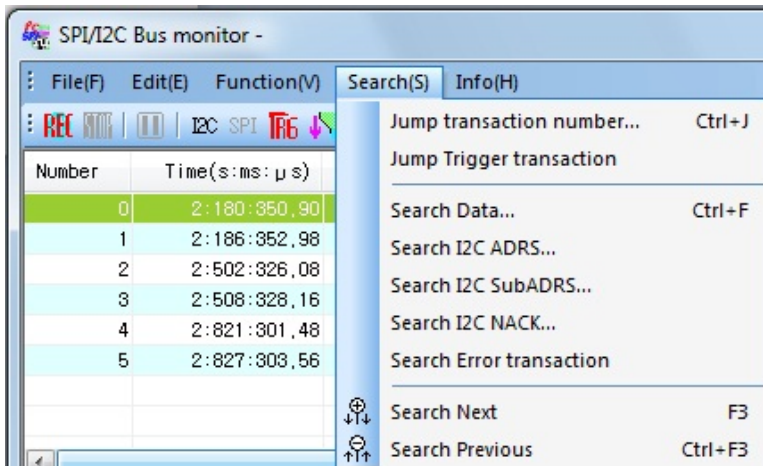 SPI/I2C Bus monitor -
File(F) Edit(E) Function(V) Search(S) Info(H)
REC I2C SPI TRG
Jump transaction number... Ctrl+J
Jump Trigger transaction
Number Time(s:ms:μs)
0 2:180:350,90
Search Data... Ctrl+F
1 2:186:352,98
Search I2C ADRS...
2 2:502:326,08
Search I2C SubADRS...
3 2:508:328,16
Search I2C NACK...
4 2:821:301,48
5 2:827:303,56
Search Error transaction
Search Next F3
Search Previous Ctrl+F3